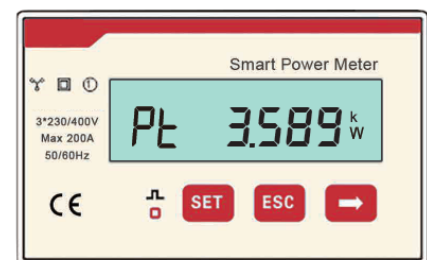 Smart Power Meter
3*230/400V
Max 200A
50/60Hz
Pt 3.589 kW
CE
SET
ESC